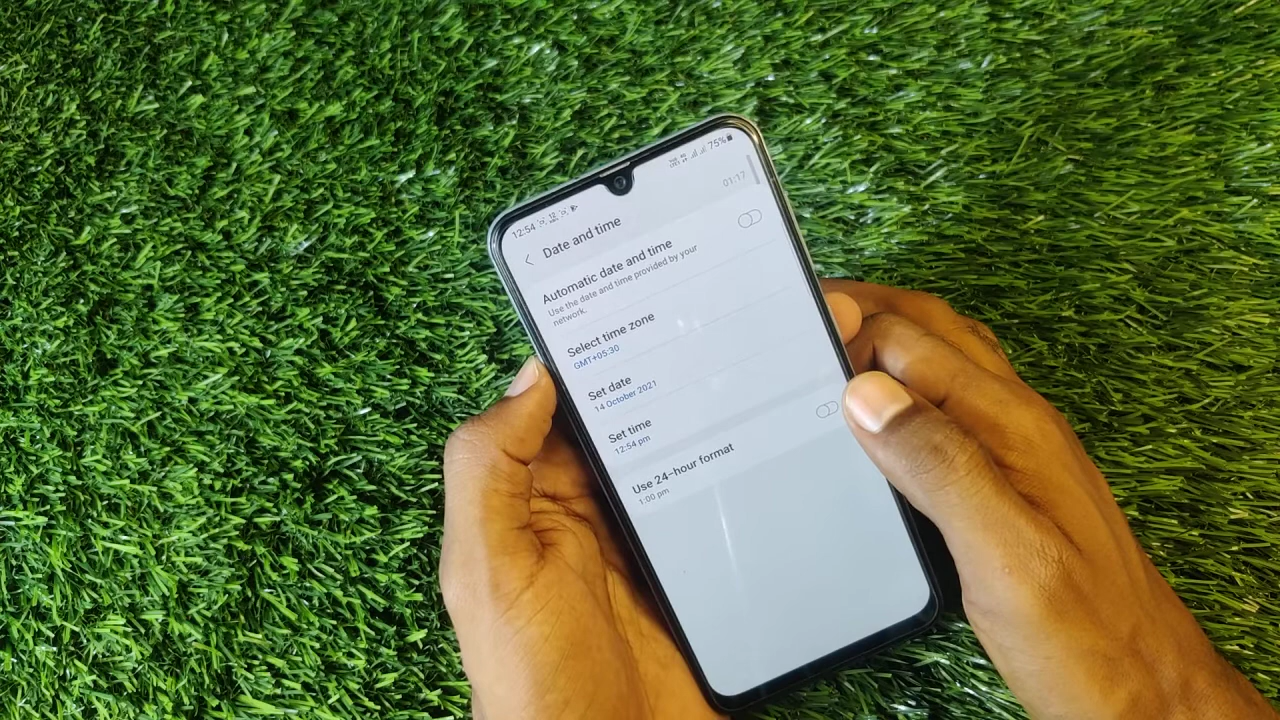 12:54
75%
01:17
Date and time
Automatic date and time
Use the date and time provided by your
network.
Select time zone
GMT+05:30
Set date
14 October 2021
Set time
12:54 pm
Use 24-hour format
1:00 pm